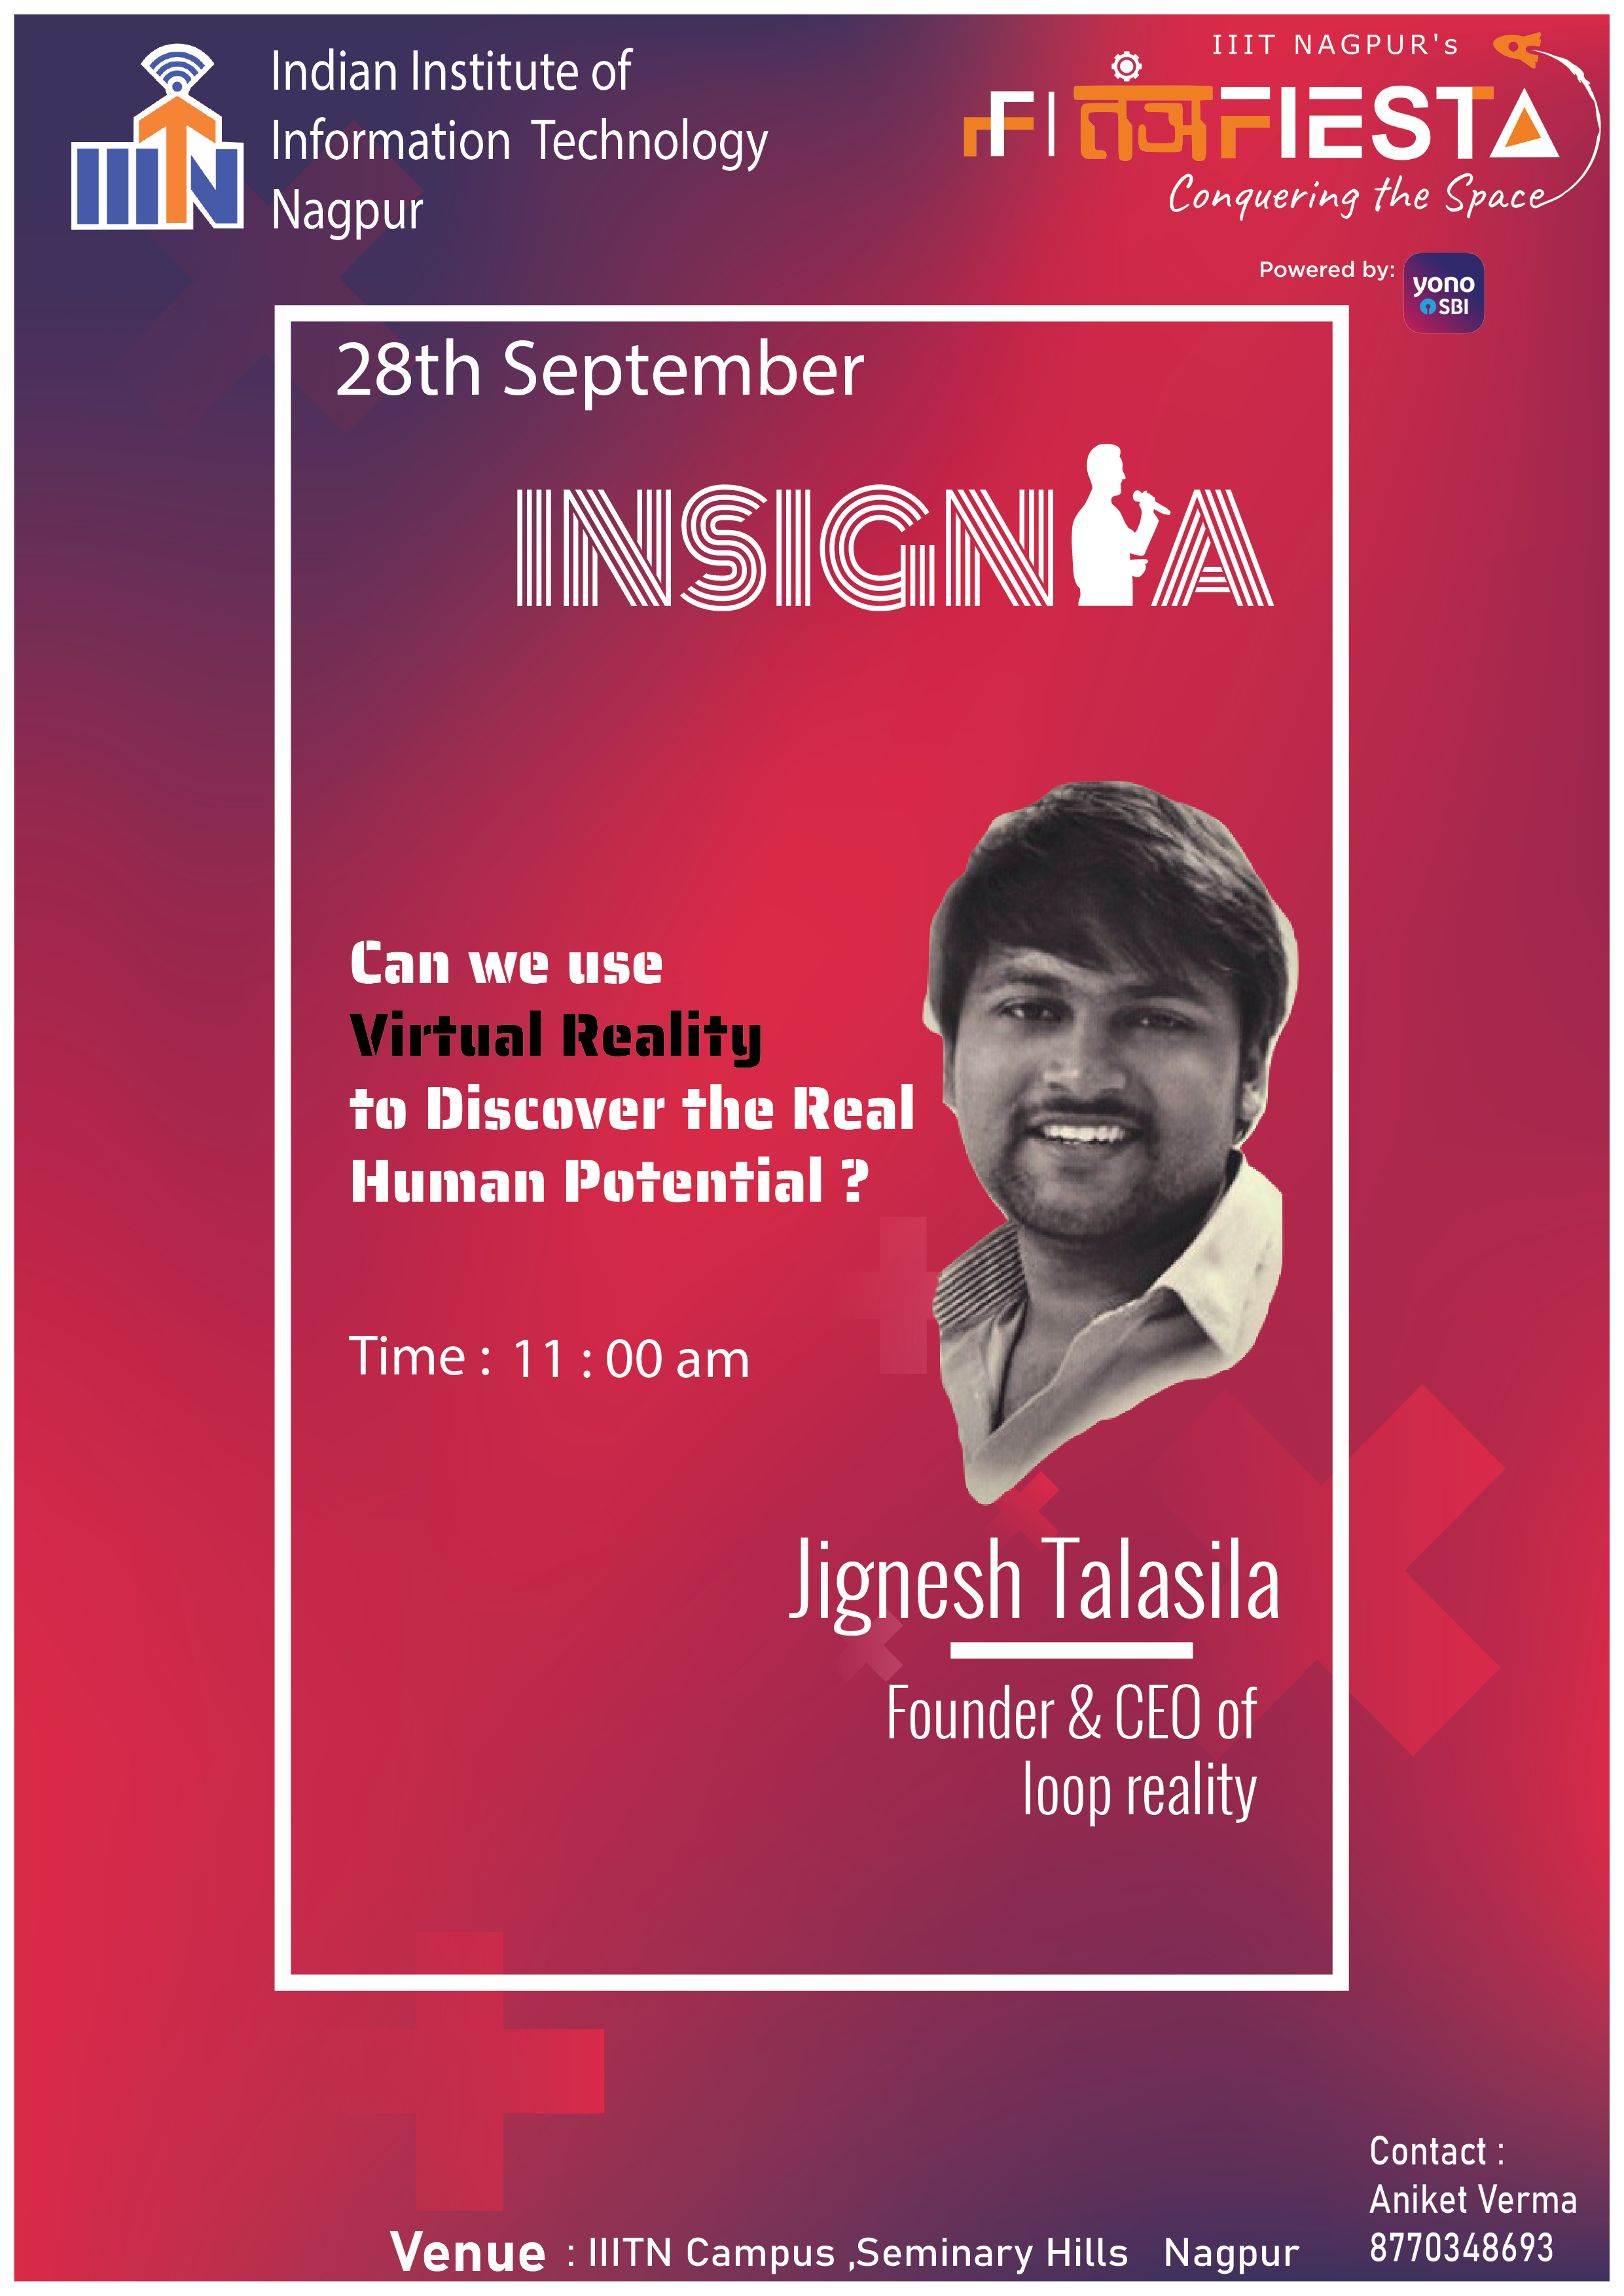 Indian Institute of
Information Technology
Nagpur
IIIT NAGPUR's
तंत्रFIESTA
Conquering the Space
Powered by:
yono
SBI
28th September
INSIGNIA
Can we use
Virtual Reality
to Discover the Real
Human Potential ?
Time : 11 : 00 am
Jignesh Talasila
Founder & CEO of
loop reality
Contact :
Aniket Verma
8770348693
Venue : IIITN Campus ,Seminary Hills Nagpur